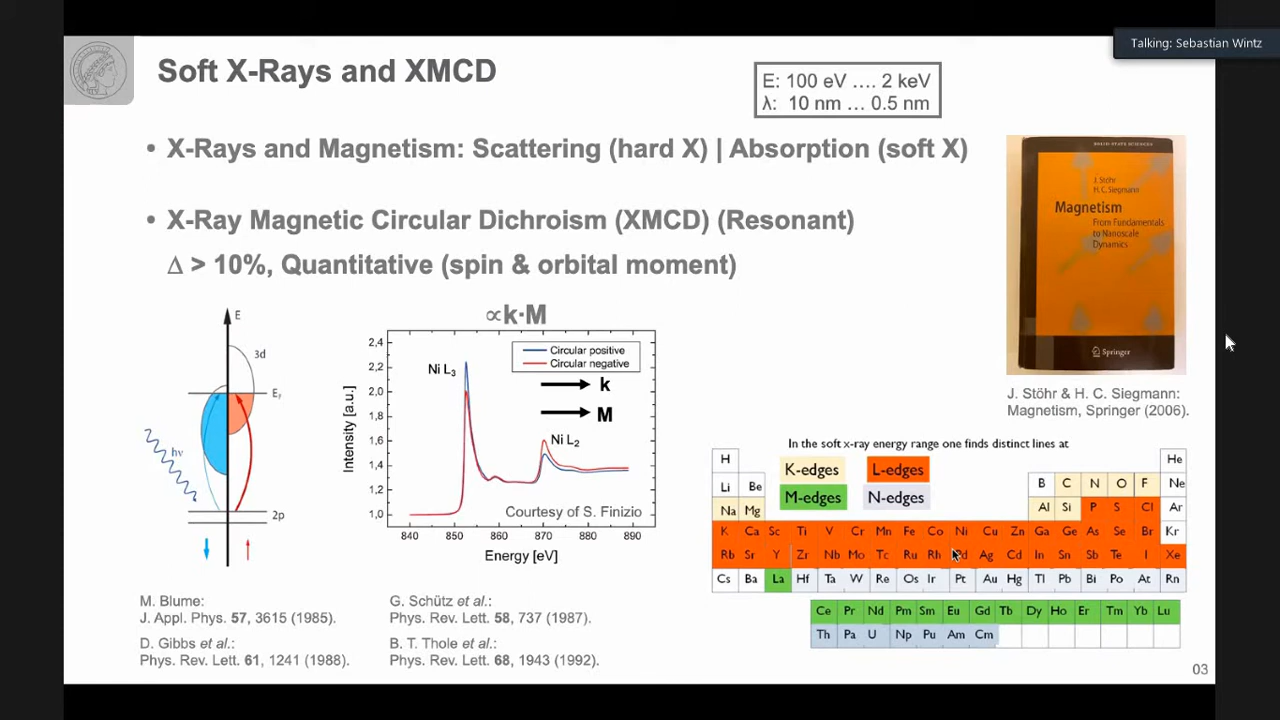 Talking: Sebastian Wintz
Soft X-Rays and XMCD
E: 100 eV .... 2 keV
λ: 10 nm ... 0.5 nm
• X-Rays and Magnetism: Scattering (hard X) | Absorption (soft X)
• X-Ray Magnetic Circular Dichroism (XMCD) (Resonant)
Δ > 10%, Quantitative (spin & orbital moment)
SOLID STATE SCIENCES
J. Stöhr
H.C. Siegmann
Magnetism
From Fundamentals
to Nanoscale
Dynamics
Springer
J. Stöhr & H. C. Siegmann:
Magnetism, Springer (2006).
E
3d
E_f
hν
2p
∝k·M
2,4
2,2
2,0
1,8
1,6
1,4
1,2
1,0
Intensity [a.u.]
Ni L₃
Circular positive
Circular negative
k
M
Ni L₂
Courtesy of S. Finizio
840 850 860 870 880 890
Energy [eV]
In the soft x-ray energy range one finds distinct lines at
K-edges L-edges
M-edges N-edges
H He
Li Be B C N O F Ne
Na Mg Al Si P S Cl Ar
K Ca Sc Ti V Cr Mn Fe Co Ni Cu Zn Ga Ge As Se Br Kr
Rb Sr Y Zr Nb Mo Tc Ru Rh Pd Ag Cd In Sn Sb Te I Xe
Cs Ba La Hf Ta W Re Os Ir Pt Au Hg Tl Pb Bi Po At Rn
Ce Pr Nd Pm Sm Eu Gd Tb Dy Ho Er Tm Yb Lu
Th Pa U Np Pu Am Cm
M. Blume:
J. Appl. Phys. 57, 3615 (1985).
D. Gibbs et al.:
Phys. Rev. Lett. 61, 1241 (1988).
G. Schütz et al.:
Phys. Rev. Lett. 58, 737 (1987).
B. T. Thole et al.:
Phys. Rev. Lett. 68, 1943 (1992).
03